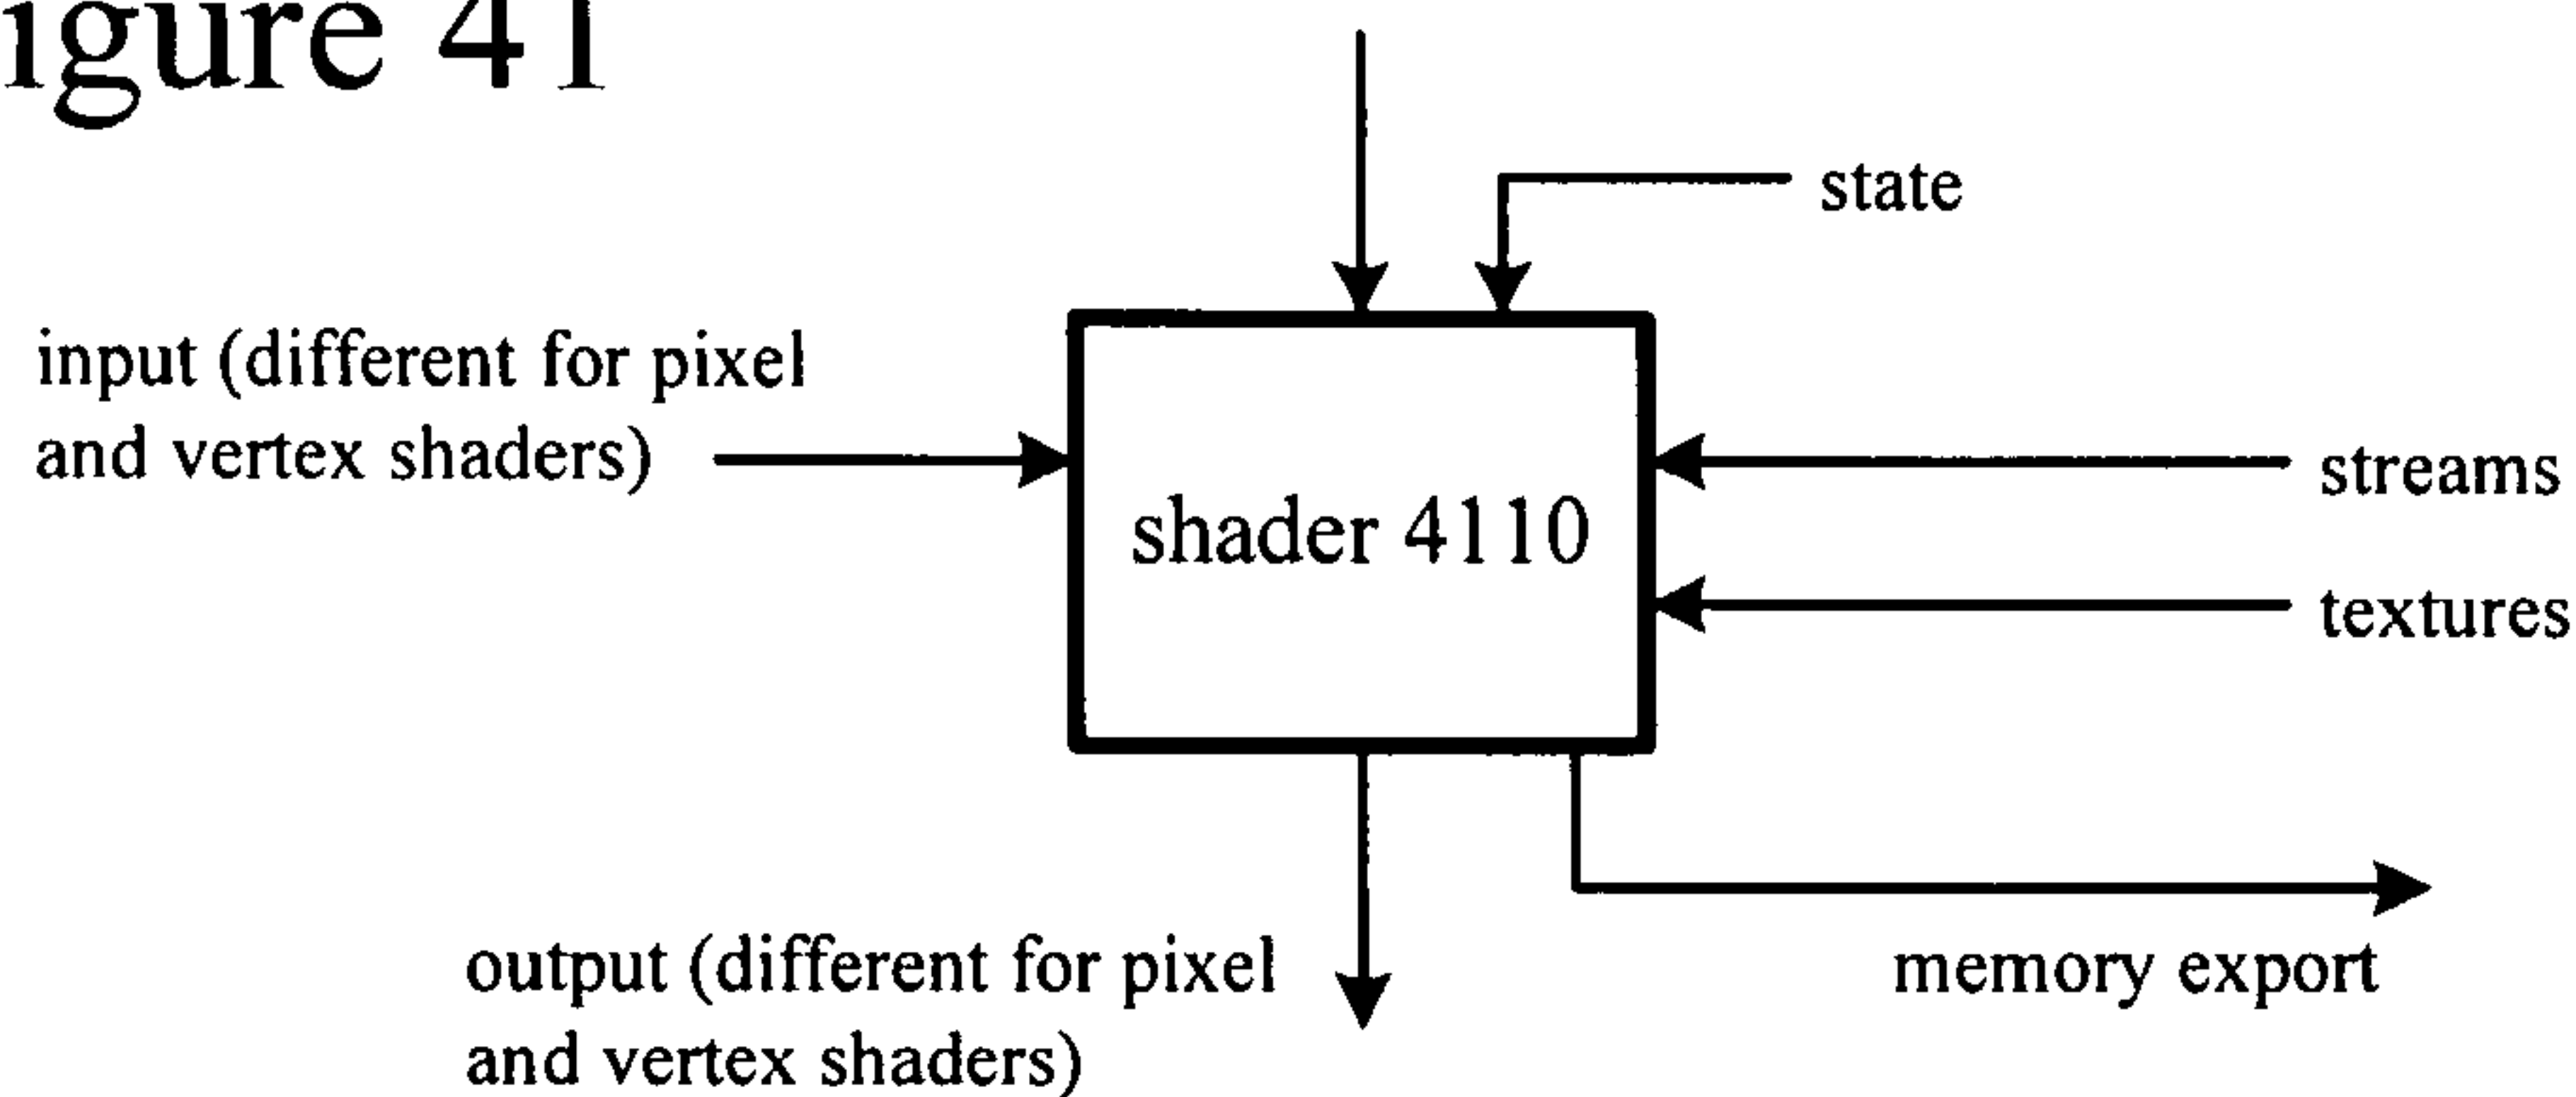 igure 41
state
input (different for pixel
and vertex shaders)
streams
shader 4110
textures
output (different for pixel
and vertex shaders)
memory export